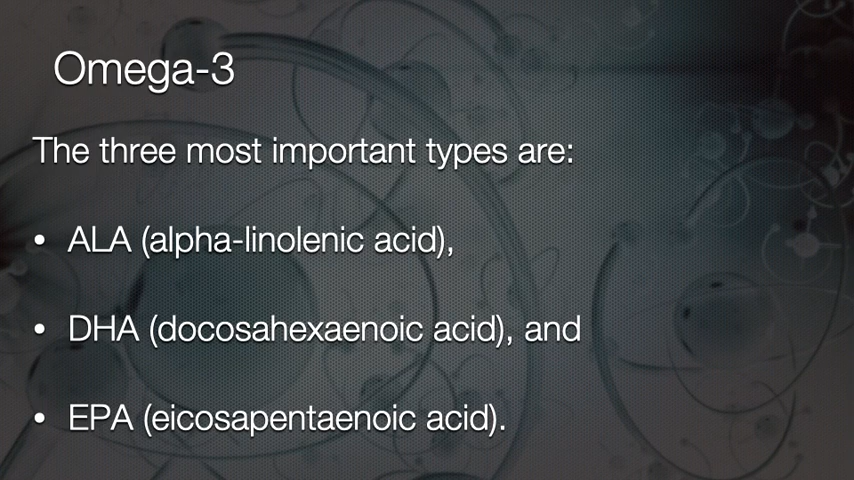 Omega-3
The three most important types are:
• ALA (alpha-linolenic acid),
• DHA (docosahexaenoic acid), and
• EPA (eicosapentaenoic acid).